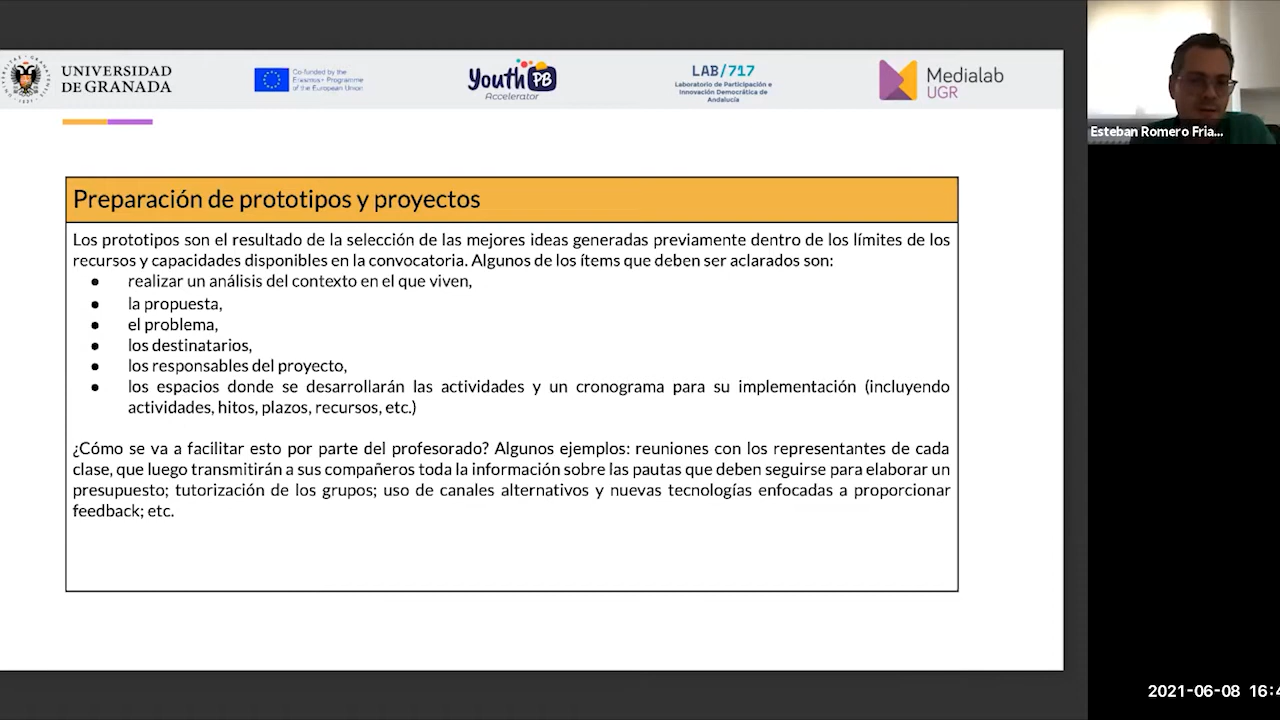 UNIVERSIDAD
DE GRANADA
Co-funded by the
Erasmus+ Programme
of the European Union
Youth PB
Accelerator
LAB/717
Laboratorio de Participación e
Innovación Democrática de
Andalucía
Medialab
UGR
Esteban Romero Fria...
Preparación de prototipos y proyectos
Los prototipos son el resultado de la selección de las mejores ideas generadas previamente dentro de los límites de los
recursos y capacidades disponibles en la convocatoria. Algunos de los ítems que deben ser aclarados son:
● realizar un análisis del contexto en el que viven,
● la propuesta,
● el problema,
● los destinatarios,
● los responsables del proyecto,
● los espacios donde se desarrollarán las actividades y un cronograma para su implementación (incluyendo
actividades, hitos, plazos, recursos, etc.)
¿Cómo se va a facilitar esto por parte del profesorado? Algunos ejemplos: reuniones con los representantes de cada
clase, que luego transmitirán a sus compañeros toda la información sobre las pautas que deben seguirse para elaborar un
presupuesto; tutorización de los grupos; uso de canales alternativos y nuevas tecnologías enfocadas a proporcionar
feedback; etc.
2021-06-08 16:4